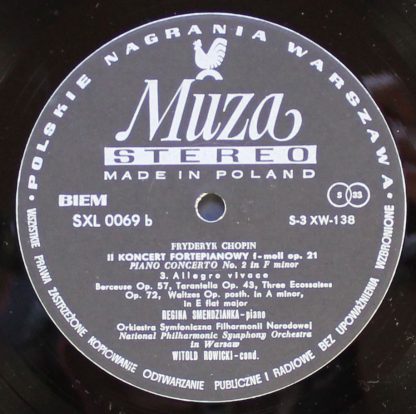 • POLSKIE NAGRANIA WARSZAWA •
Muza
STEREO
MADE IN POLAND
BIEM
S 33
SXL 0069 b
S-3 XW-138
FRYDERYK CHOPIN
II KONCERT FORTEPIANOWY f-moll op. 21
PIANO CONCERTO No. 2 in F minor
3. Allegro vivace
Berceuse Op. 57, Tarantella Op. 43, Three Ecossaises
Op. 72, Waltzes Op. posth. in A minor,
in E flat major
REGINA SMENDZIANKA-piano
Orkiestra Symfoniczna Filharmonii Narodowej
National Philharmonic Symphony Orchestra
in Warsaw
WITOLD ROWICKI-cond.
WSZYSTKIE PRAWA ZASTRZEŻONE KOPIOWANIE ODTWARZANIE PUBLICZNE I RADIOWE BEZ UPOWAŻNIENIA WZBRONIONE